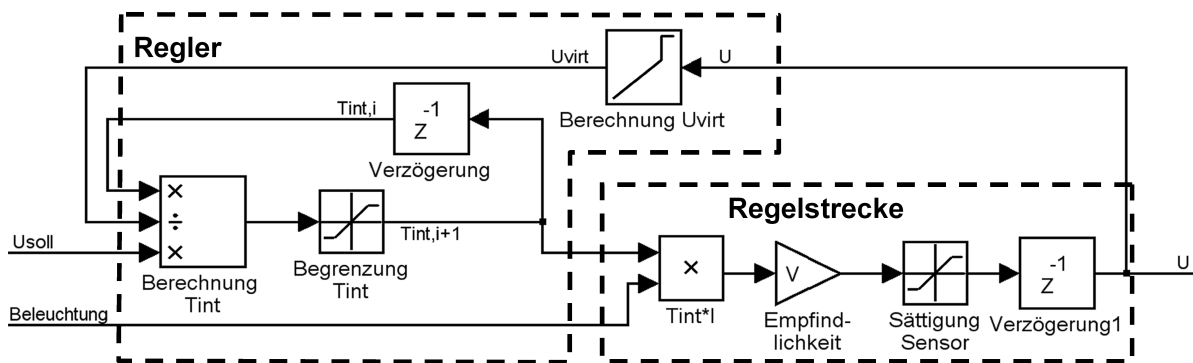 Regler
Uvirt
U
Berechnung Uvirt
Tint,i
-1
Z
Verzögerung
×
÷
×
Usoll
Berechnung
Tint
Begrenzung
Tint
Tint,i+1
Beleuchtung
Regelstrecke
×
Tint*I
V
Empfind-
lichkeit
Sättigung
Sensor
-1
Z
Verzögerung1
U